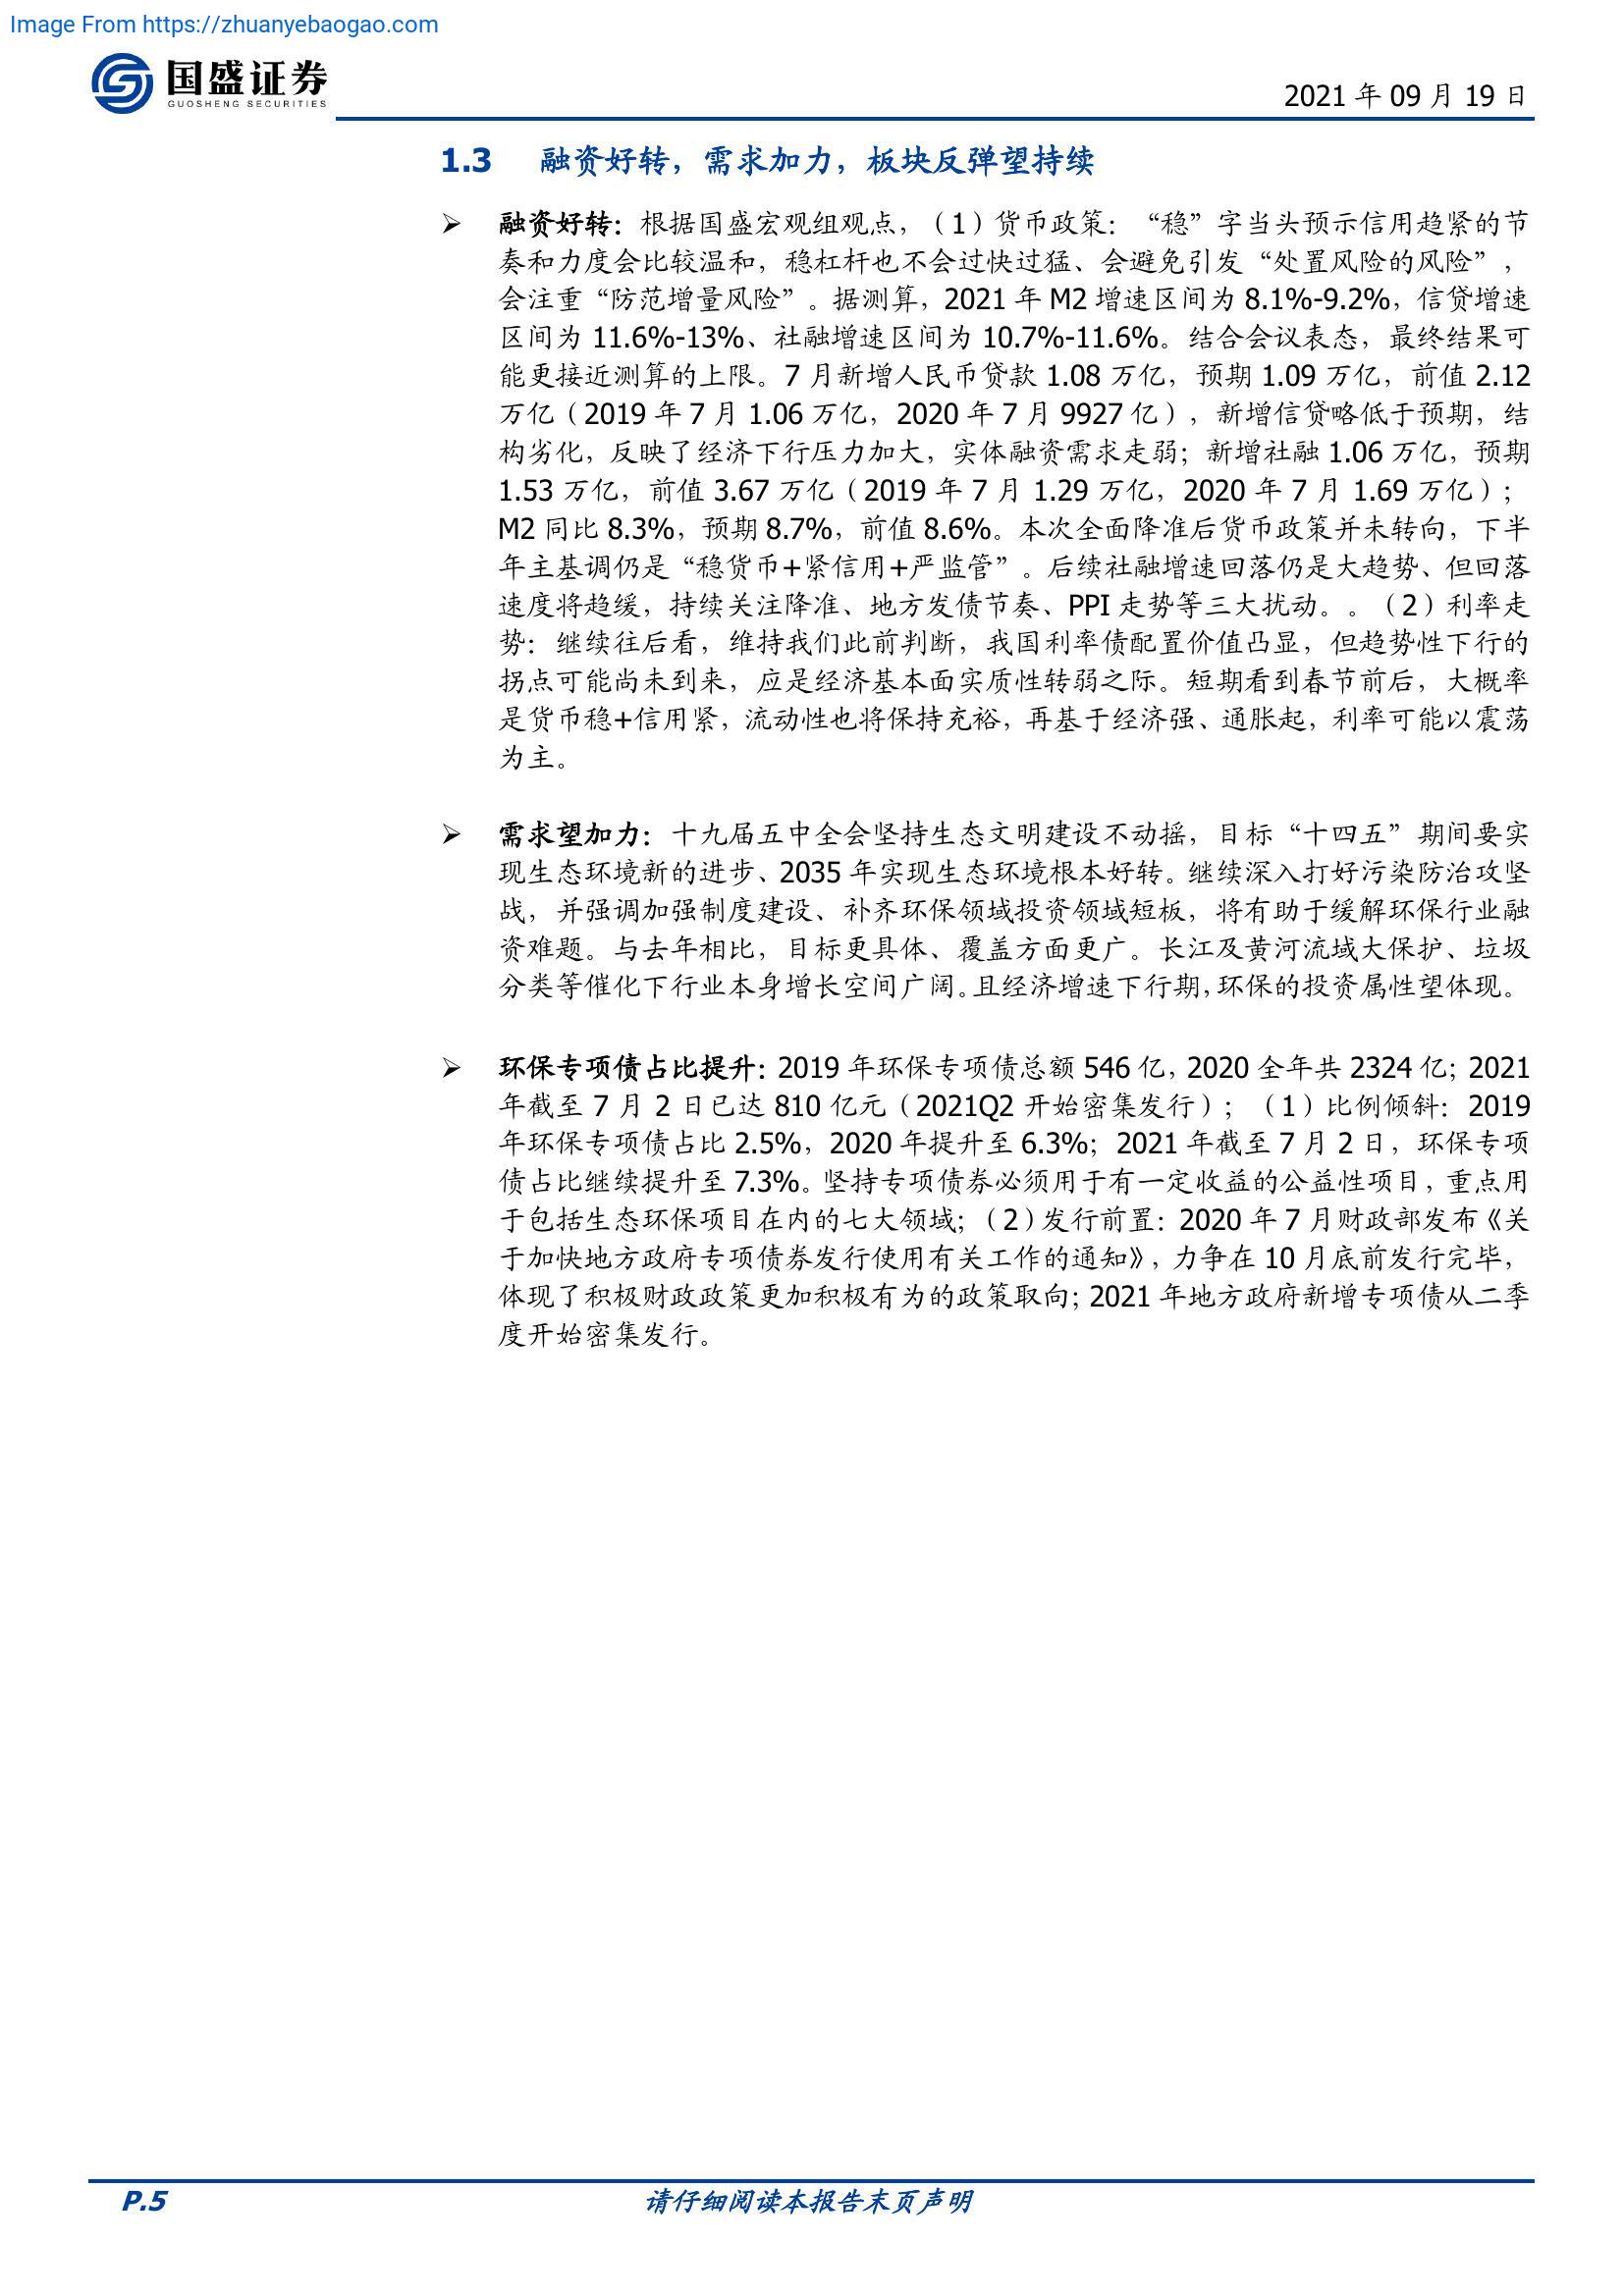 Image From https://zhuanyebaogao.com
国盛证券
GUOSHENG SECURITIES
2021 年 09 月 19 日
1.3 融资好转，需求加力，板块反弹望持续
➢ 融资好转：根据国盛宏观组观点，（1）货币政策：“稳”字当头预示信用趋紧的节
奏和力度会比较温和，稳杠杆也不会过快过猛、会避免引发“处置风险的风险”，
会注重“防范增量风险”。据测算，2021 年 M2 增速区间为 8.1%-9.2%，信贷增速
区间为 11.6%-13%、社融增速区间为 10.7%-11.6%。结合会议表态，最终结果可
能更接近测算的上限。7 月新增人民币贷款 1.08 万亿，预期 1.09 万亿，前值 2.12
万亿（2019 年 7 月 1.06 万亿，2020 年 7 月 9927 亿），新增信贷略低于预期，结
构劣化，反映了经济下行压力加大，实体融资需求走弱；新增社融 1.06 万亿，预期
1.53 万亿，前值 3.67 万亿（2019 年 7 月 1.29 万亿，2020 年 7 月 1.69 万亿）；
M2 同比 8.3%，预期 8.7%，前值 8.6%。本次全面降准后货币政策并未转向，下半
年主基调仍是“稳货币+紧信用+严监管”。后续社融增速回落仍是大趋势、但回落
速度将趋缓，持续关注降准、地方发债节奏、PPI 走势等三大扰动。。（2）利率走
势：继续往后看，维持我们此前判断，我国利率债配置价值凸显，但趋势性下行的
拐点可能尚未到来，应是经济基本面实质性转弱之际。短期看到春节前后，大概率
是货币稳+信用紧，流动性也将保持充裕，再基于经济强、通胀起，利率可能以震荡
为主。
➢ 需求望加力：十九届五中全会坚持生态文明建设不动摇，目标“十四五”期间要实
现生态环境新的进步、2035 年实现生态环境根本好转。继续深入打好污染防治攻坚
战，并强调加强制度建设、补齐环保领域投资领域短板，将有助于缓解环保行业融
资难题。与去年相比，目标更具体、覆盖方面更广。长江及黄河流域大保护、垃圾
分类等催化下行业本身增长空间广阔。且经济增速下行期，环保的投资属性望体现。
➢ 环保专项债占比提升：2019 年环保专项债总额 546 亿，2020 全年共 2324 亿；2021
年截至 7 月 2 日已达 810 亿元（2021Q2 开始密集发行）；（1）比例倾斜：2019
年环保专项债占比 2.5%，2020 年提升至 6.3%；2021 年截至 7 月 2 日，环保专项
债占比继续提升至 7.3%。坚持专项债券必须用于有一定收益的公益性项目，重点用
于包括生态环保项目在内的七大领域；（2）发行前置：2020 年 7 月财政部发布《关
于加快地方政府专项债券发行使用有关工作的通知》，力争在 10 月底前发行完毕，
体现了积极财政政策更加积极有为的政策取向；2021 年地方政府新增专项债从二季
度开始密集发行。
P.5 请仔细阅读本报告末页声明